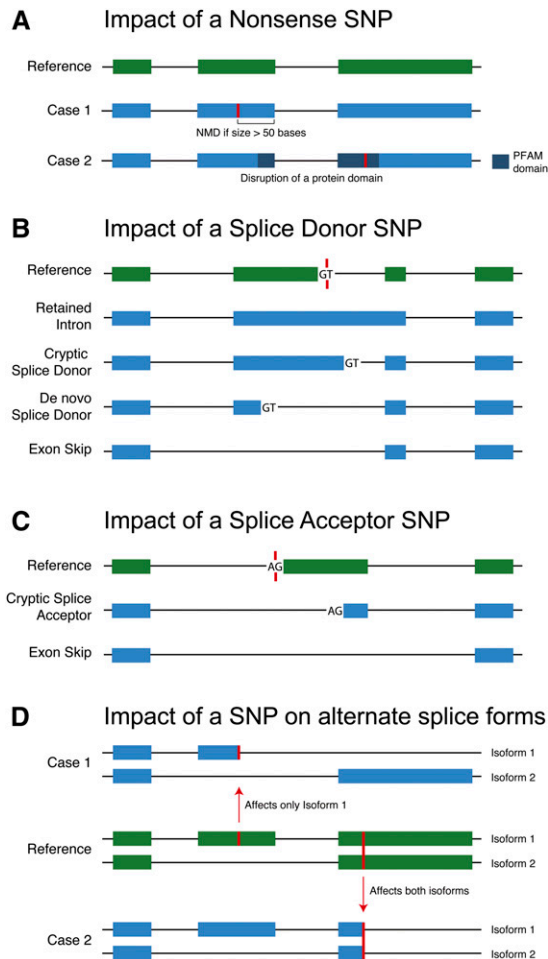 A Impact of a Nonsense SNP
Reference
Case 1
NMD if size > 50 bases
Case 2
PFAM
domain
Disruption of a protein domain
B Impact of a Splice Donor SNP
Reference
GT
Retained
Intron
Cryptic
Splice Donor
GT
De novo
Splice Donor
GT
Exon Skip
C Impact of a Splice Acceptor SNP
Reference
AG
Cryptic Splice
Acceptor
AG
Exon Skip
D Impact of a SNP on alternate splice forms
Case 1
Isoform 1
Isoform 2
Affects only Isoform 1
Reference
Isoform 1
Isoform 2
Affects both isoforms
Case 2
Isoform 1
Isoform 2